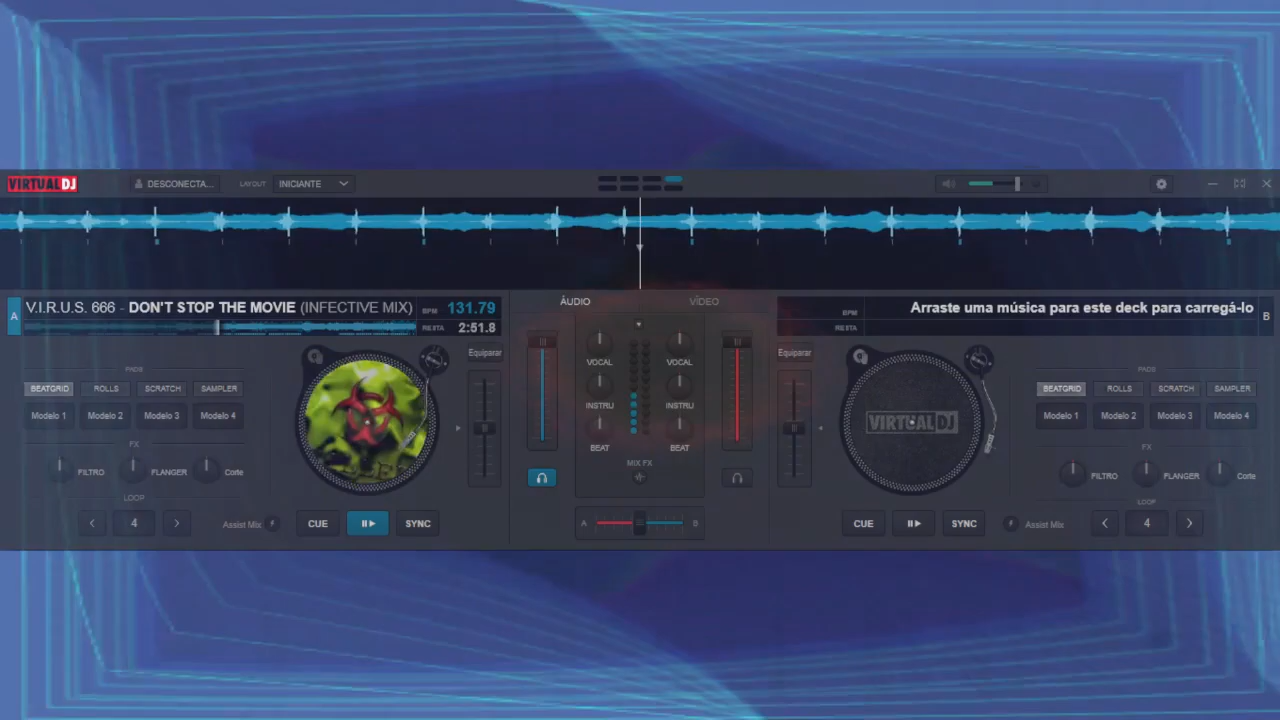 VIRTUAL DJ
DESCONECTA...
LAYOUT
INICIANTE
A
V.I.R.U.S. 666 - DON'T STOP THE MOVIE (INFECTIVE MIX)
BPM 131.79
RESTA 2:51.8
ÁUDIO
VÍDEO
BPM
RESTA
Arraste uma música para este deck para carregá-lo
B
Equiparar
VOCAL
VOCAL
INSTRU
INSTRU
BEAT
BEAT
MIX FX
A
B
Equiparar
PADS
BEATGRID ROLLS SCRATCH SAMPLER
Modelo 1 Modelo 2 Modelo 3 Modelo 4
FX
FILTRO FLANGER Corte
LOOP
4
Assist Mix
CUE
SYNC
VIRTUAL DJ
PADS
BEATGRID ROLLS SCRATCH SAMPLER
Modelo 1 Modelo 2 Modelo 3 Modelo 4
FX
FILTRO FLANGER Corte
LOOP
CUE
SYNC
Assist Mix
4